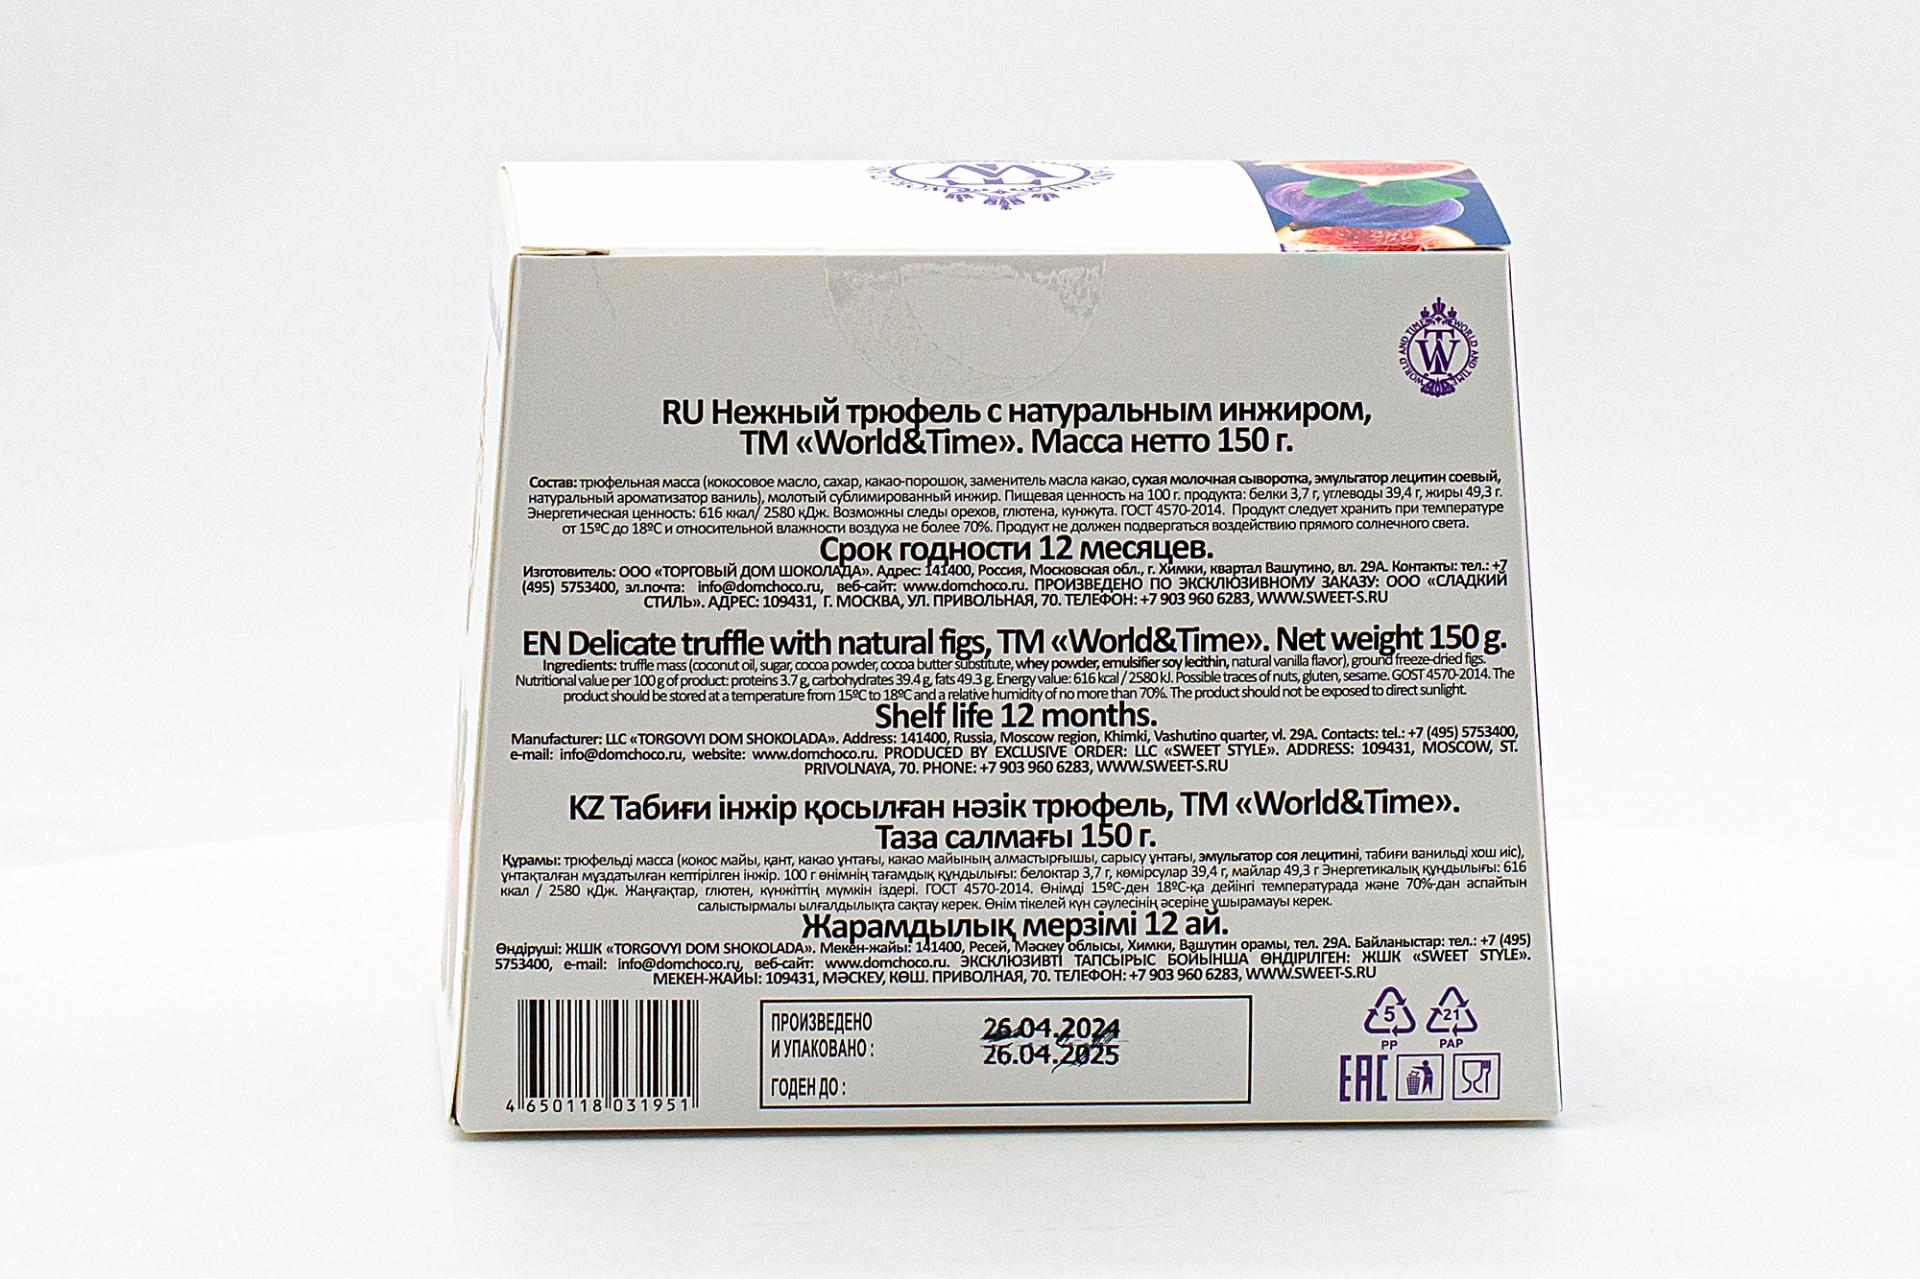 RU Нежный трюфель с натуральным инжиром,
ТМ «World&Time». Масса нетто 150 г.
Состав: трюфельная масса (кокосовое масло, сахар, какао-порошок, заменитель масла какао, сухая молочная сыворотка, эмульгатор лецитин соевый,
натуральный ароматизатор ваниль), молотый сублимированный инжир. Пищевая ценность на 100 г. продукта: белки 3,7 г, углеводы 39,4 г, жиры 49,3 г.
Энергетическая ценность: 616 ккал/ 2580 кДж. Возможны следы орехов, глютена, кунжута. ГОСТ 4570-2014. Продукт следует хранить при температуре
от 15ºС до 18ºС и относительной влажности воздуха не более 70%. Продукт не должен подвергаться воздействию прямого солнечного света.
Срок годности 12 месяцев.
Изготовитель: ООО «ТОРГОВЫЙ ДОМ ШОКОЛАДА». Адрес: 141400, Россия, Московская обл., г. Химки, квартал Вашутино, вл. 29А. Контакты: тел.: +7
(495) 5753400, эл.почта: info@domchoco.ru, веб-сайт: www.domchoco.ru. ПРОИЗВЕДЕНО ПО ЭКСКЛЮЗИВНОМУ ЗАКАЗУ: ООО «СЛАДКИЙ
СТИЛЬ». АДРЕС: 109431, Г. МОСКВА, УЛ. ПРИВОЛЬНАЯ, 70. ТЕЛЕФОН: +7 903 960 6283, WWW.SWEET-S.RU
EN Delicate truffle with natural figs, TM «World&Time». Net weight 150 g.
Ingredients: truffle mass (coconut oil, sugar, cocoa powder, cocoa butter substitute, whey powder, emulsifier soy lecithin, natural vanilla flavor), ground freeze-dried figs.
Nutritional value per 100 g of product: proteins 3.7 g, carbohydrates 39.4 g, fats 49.3 g. Energy value: 616 kcal / 2580 kJ. Possible traces of nuts, gluten, sesame. GOST 4570-2014. The
product should be stored at a temperature from 15ºC to 18ºC and a relative humidity of no more than 70%. The product should not be exposed to direct sunlight.
Shelf life 12 months.
Manufacturer: LLC «TORGOVYI DOM SHOKOLADA». Address: 141400, Russia, Moscow region, Khimki, Vashutino quarter, vl. 29A. Contacts: tel.: +7 (495) 5753400,
e-mail: info@domchoco.ru, website: www.domchoco.ru. PRODUCED BY EXCLUSIVE ORDER: LLC «SWEET STYLE». ADDRESS: 109431, MOSCOW, ST.
PRIVOLNAYA, 70. PHONE: +7 903 960 6283, WWW.SWEET-S.RU
KZ Табиғи інжір қосылған нәзік трюфель, ТМ «World&Time».
Таза салмағы 150 г.
Құрамы: трюфельді масса (кокос майы, қант, какао ұнтағы, какао майының алмастырғышы, сарысу ұнтағы, эмульгатор соя лецитині, табиғи ванильді хош иіс),
ұнтақталған мұздатылған кептірілген інжір. 100 г өнімнің тағамдық құндылығы: белоктар 3,7 г, көмірсулар 39,4 г, майлар 49,3 г Энергетикалық құндылығы: 616
ккал / 2580 кДж. Жаңғақтар, глютен, күнжіттің мүмкін іздері. ГОСТ 4570-2014. Өнімді 15ºС-ден 18ºС-қа дейінгі температурада және 70%-дан аспайтын
салыстырмалы ылғалдылықта сақтау керек. Өнім тікелей күн сәулесінің әсеріне ұшырамауы керек.
Жарамдылық мерзімі 12 ай.
Өндіруші: ЖШК «TORGOVYI DOM SHOKOLADA». Мекен-жайы: 141400, Ресей, Мәскеу облысы, Химки, Вашутин орамы, тел. 29А. Байланыстар: тел.: +7 (495)
5753400, e-mail: info@domchoco.ru, веб-сайт: www.domchoco.ru. ЭКСКЛЮЗИВТІ ТАПСЫРЫС БОЙЫНША ӨНДІРІЛГЕН: ЖШК «SWEET STYLE».
МЕКЕН-ЖАЙЫ: 109431, МӘСКЕУ, КӨШ. ПРИВОЛНАЯ, 70. ТЕЛЕФОН: +7 903 960 6283, WWW.SWEET-S.RU
WORLD AND TIME WORLD AND TIME
TW
4 650118 031951
ПРОИЗВЕДЕНО
И УПАКОВАНО :
ГОДЕН ДО :
26.04.2024
26.04.2025
5 21
PP PAP
EAC